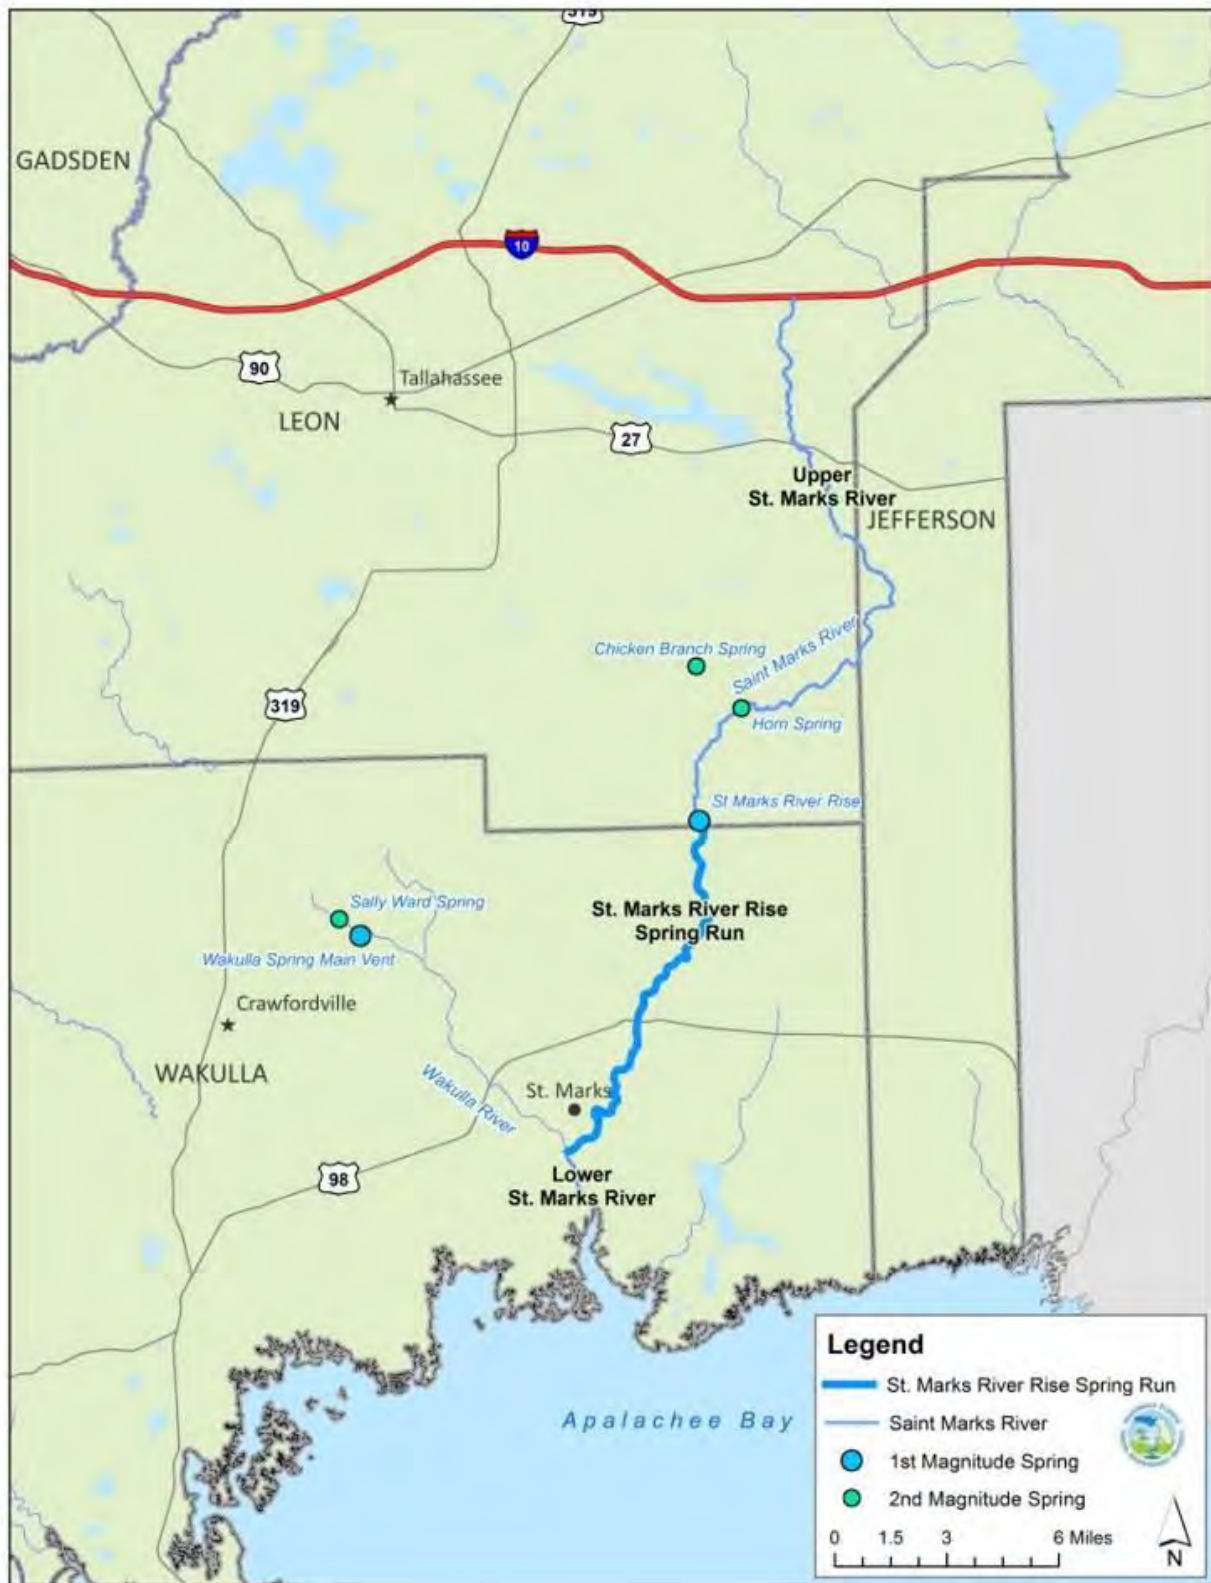 319
GADSDEN
10
90
Tallahassee
LEON
27
Upper
St. Marks River
JEFFERSON
Chicken Branch Spring
Saint Marks River
Horn Spring
319
St Marks River Rise
Sally Ward Spring
St. Marks River Rise
Spring Run
Wakulla Spring Main Vent
Crawfordville
WAKULLA
Wakulla River
St. Marks
98
Lower
St. Marks River
Apalachee Bay
Legend
St. Marks River Rise Spring Run
Saint Marks River
1st Magnitude Spring
2nd Magnitude Spring
0 1.5 3 6 Miles
N